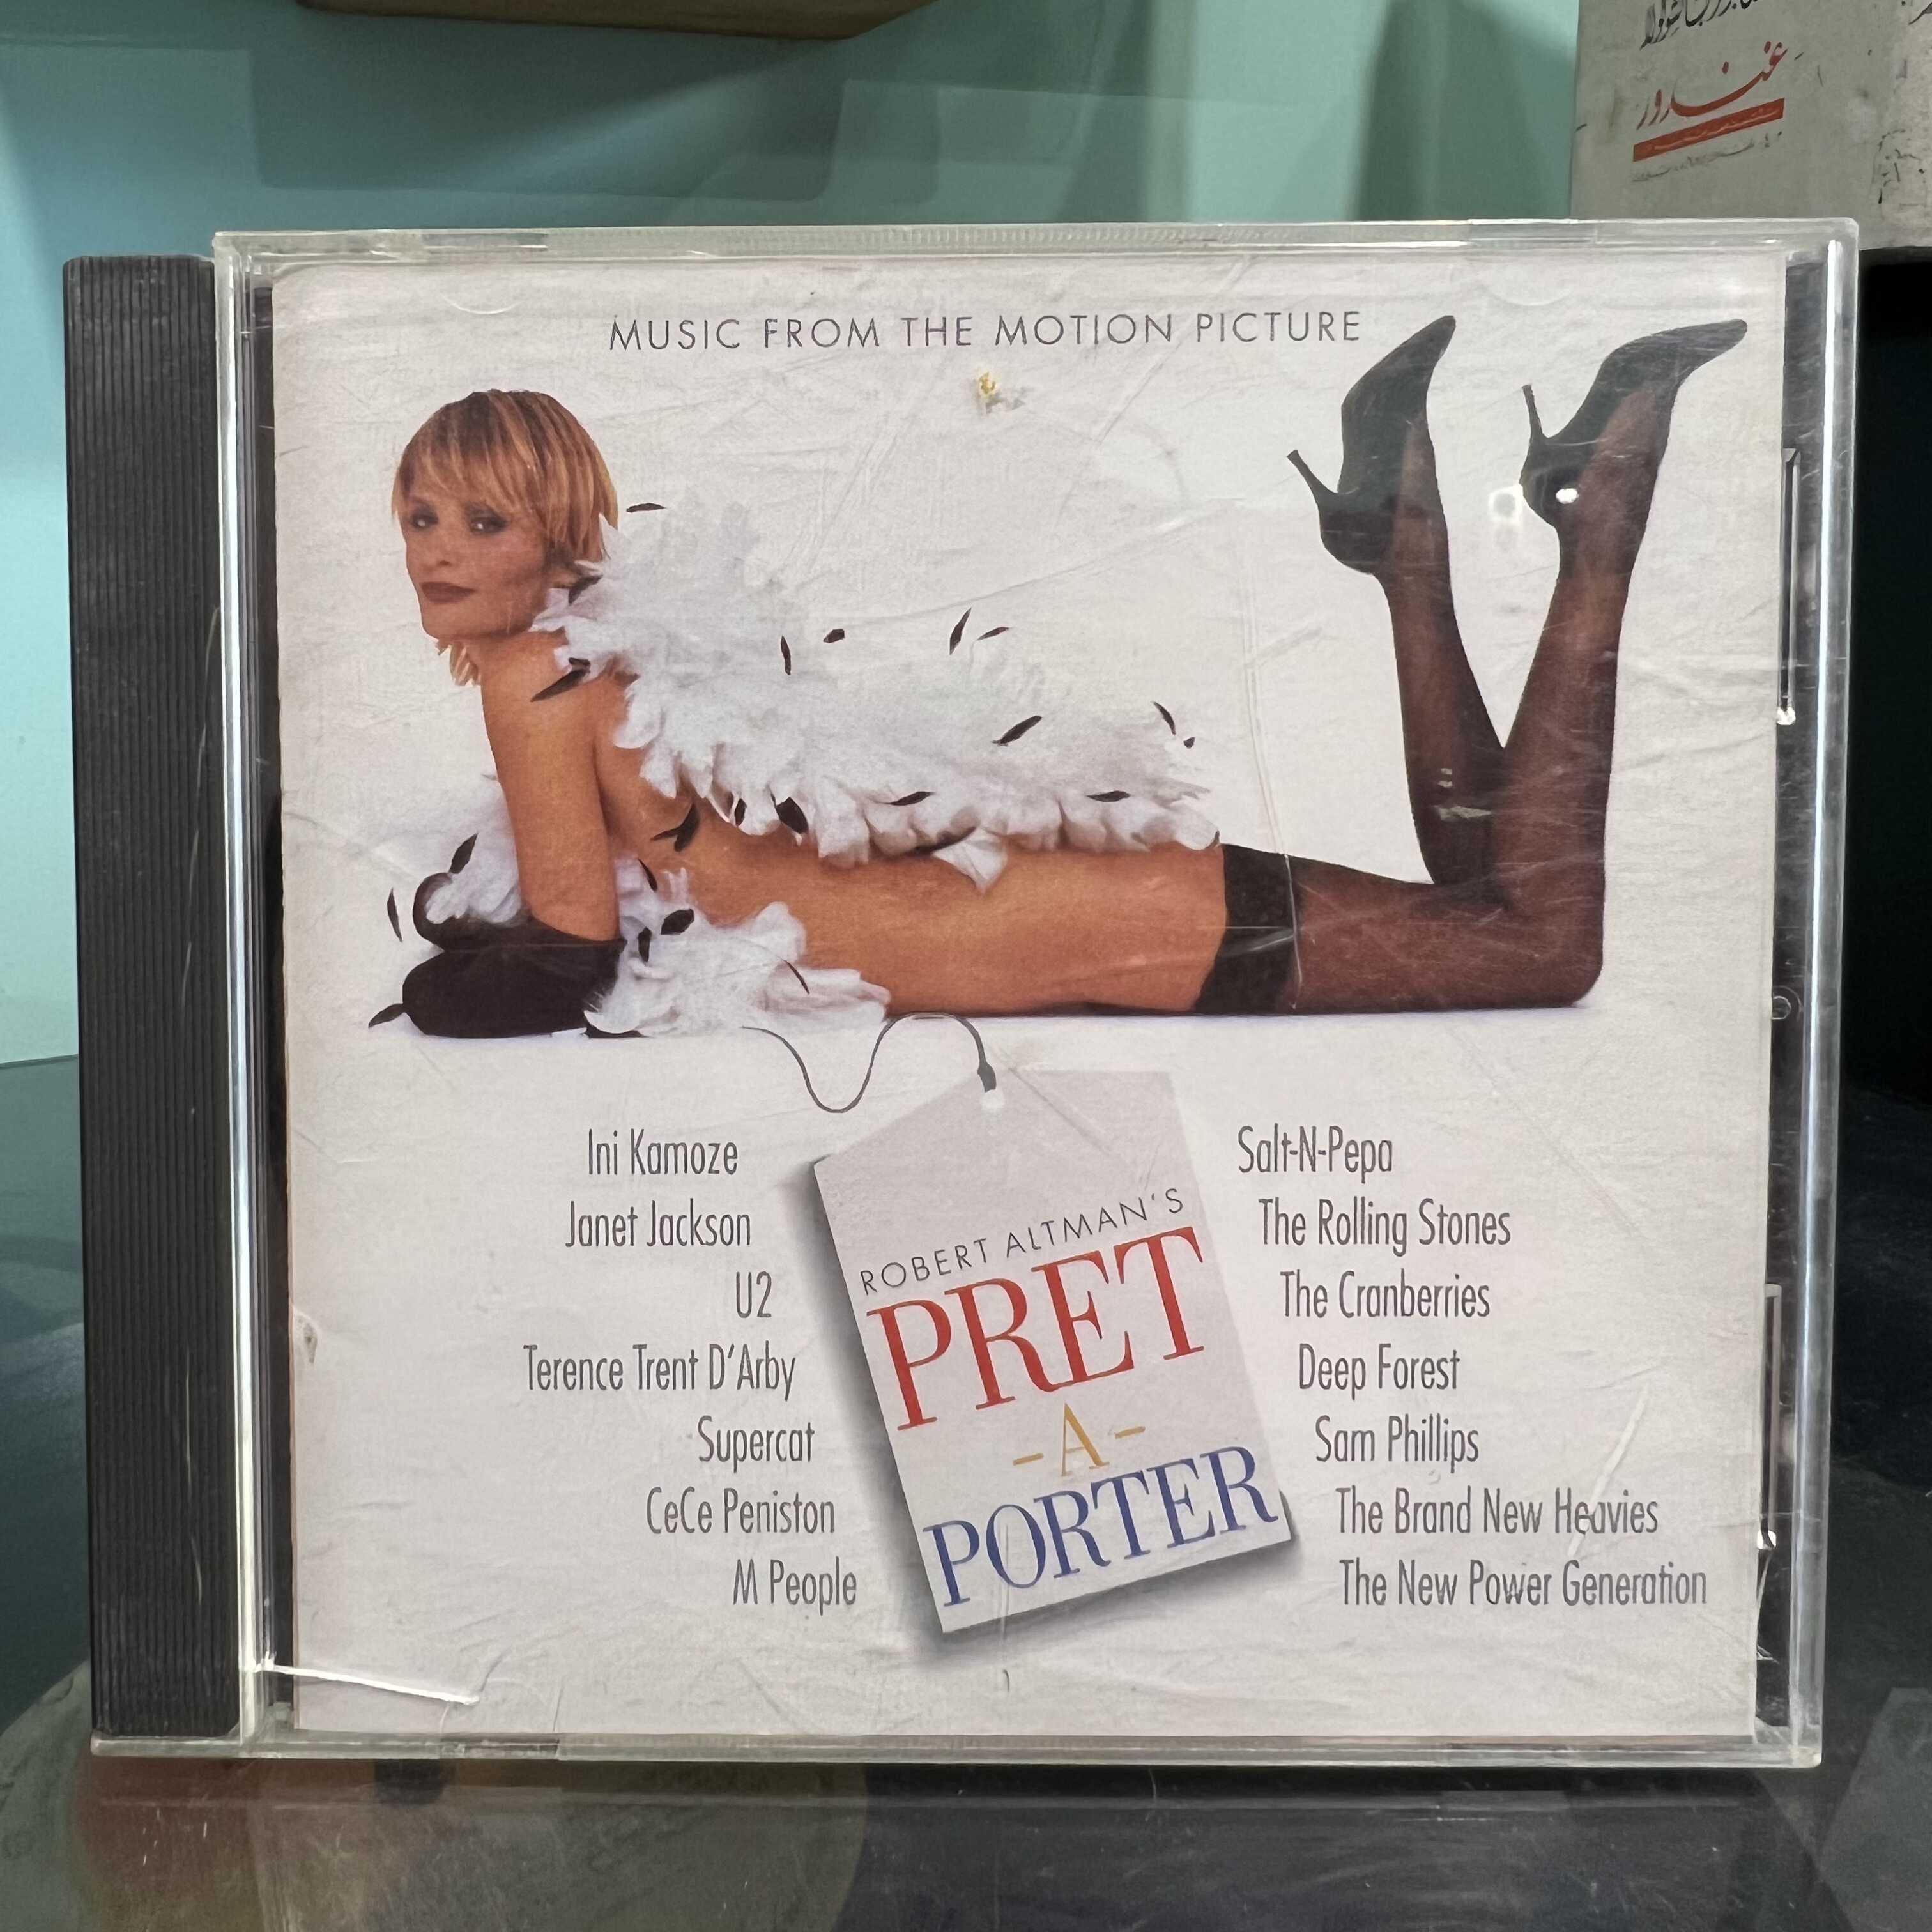 غندور
MUSIC FROM THE MOTION PICTURE
Ini Kamoze
Janet Jackson
U2
Terence Trent D'Arby
Supercat
CeCe Peniston
M People
ROBERT ALTMAN'S
PRET
-A-
PORTER
Salt-N-Pepa
The Rolling Stones
The Cranberries
Deep Forest
Sam Phillips
The Brand New Heavies
The New Power Generation